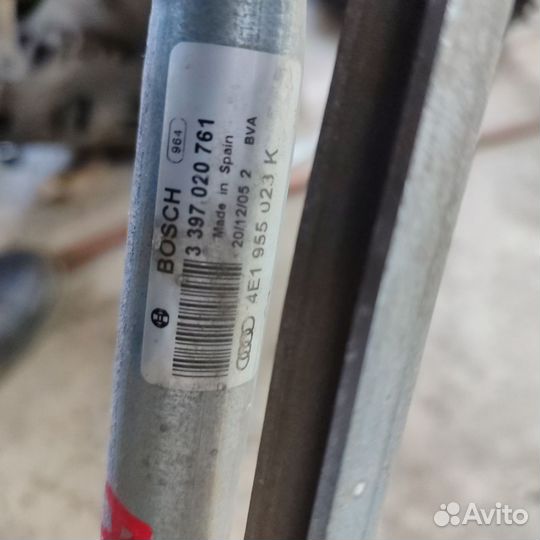 964
BOSCH
3 397 020 761
Made in Spain
20/12/05 2 BVA
4E1 955 023 K
Avito